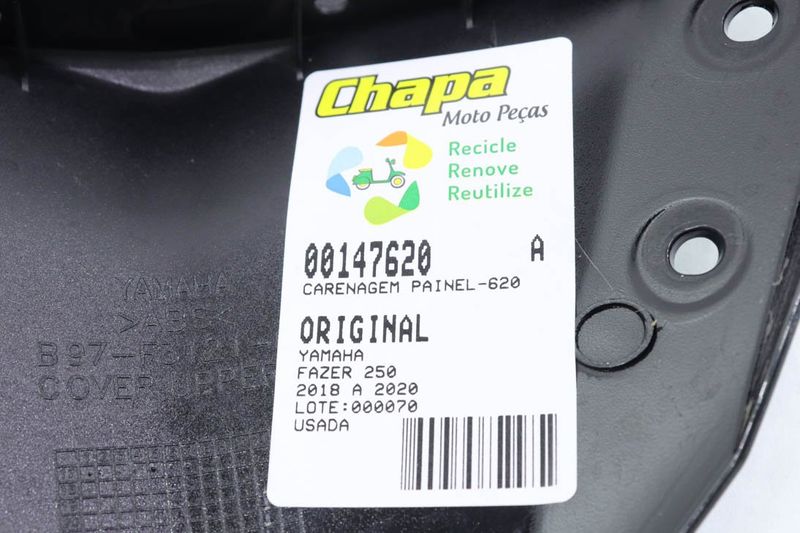 Chapa
Moto Peças
Recicle
Renove
Reutilize
00147620 A
CARENAGEM PAINEL-620
ORIGINAL
YAMAHA
FAZER 250
2018 A 2020
LOTE:000070
USADA
YAMAHA
>ABS<
COVER UPPER